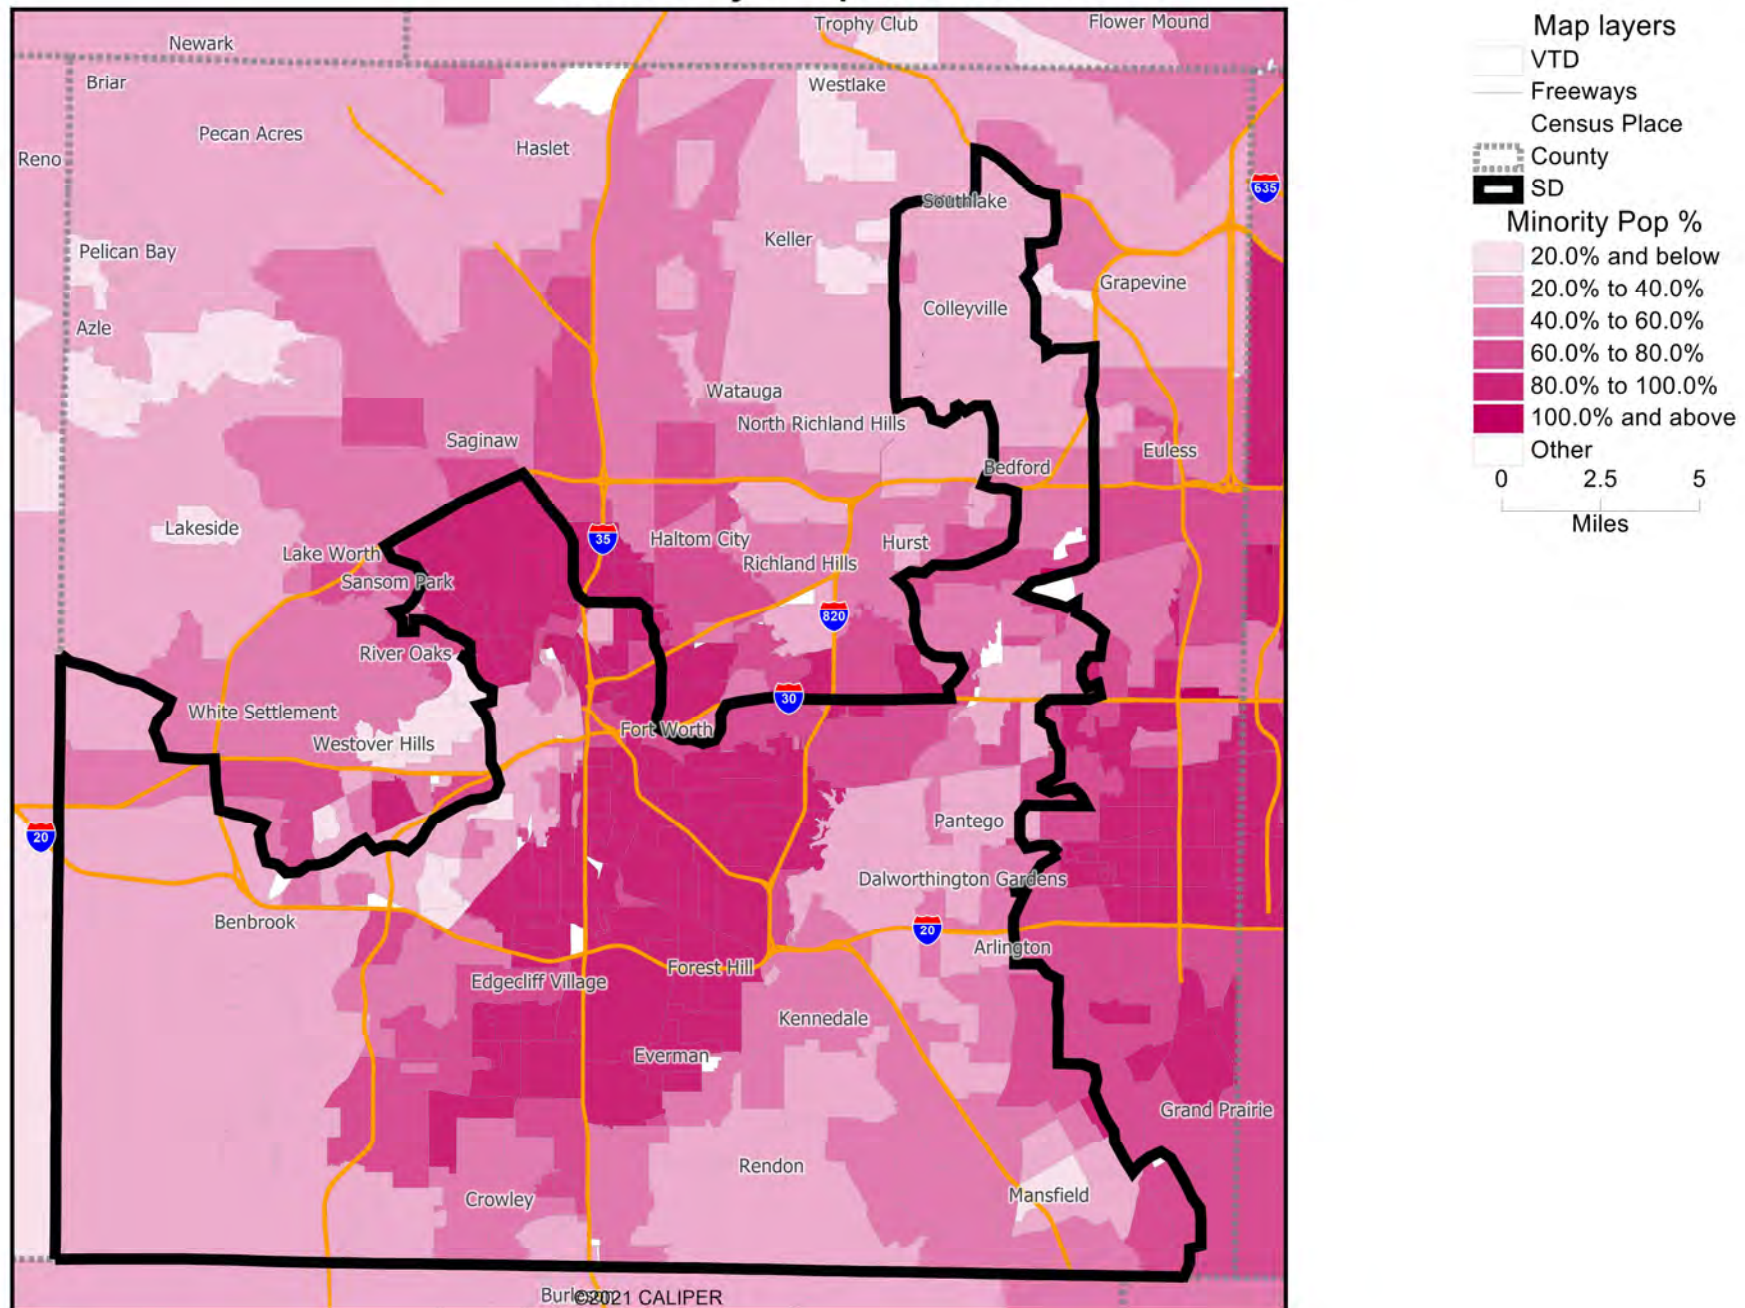 Trophy Club
Flower Mound
Newark
Briar
Westlake
Pecan Acres
Haslet
Reno
635
Southlake
Keller
Pelican Bay
Grapevine
Colleyville
Azle
Watauga
North Richland Hills
Saginaw
Euless
Bedford
Lakeside
35
Haltom City
Hurst
Lake Worth
Richland Hills
Sansom Park
820
River Oaks
30
White Settlement
Fort Worth
Westover Hills
20
Pantego
Dalworthington Gardens
Benbrook
20
Arlington
Forest Hill
Edgecliff Village
Kennedale
Everman
Grand Prairie
Rendon
Mansfield
Crowley
©2021 CALIPER
Map layers
VTD
Freeways
Census Place
County
SD
Minority Pop %
20.0% and below
20.0% to 40.0%
40.0% to 60.0%
60.0% to 80.0%
80.0% to 100.0%
100.0% and above
Other
0 2.5 5
Miles